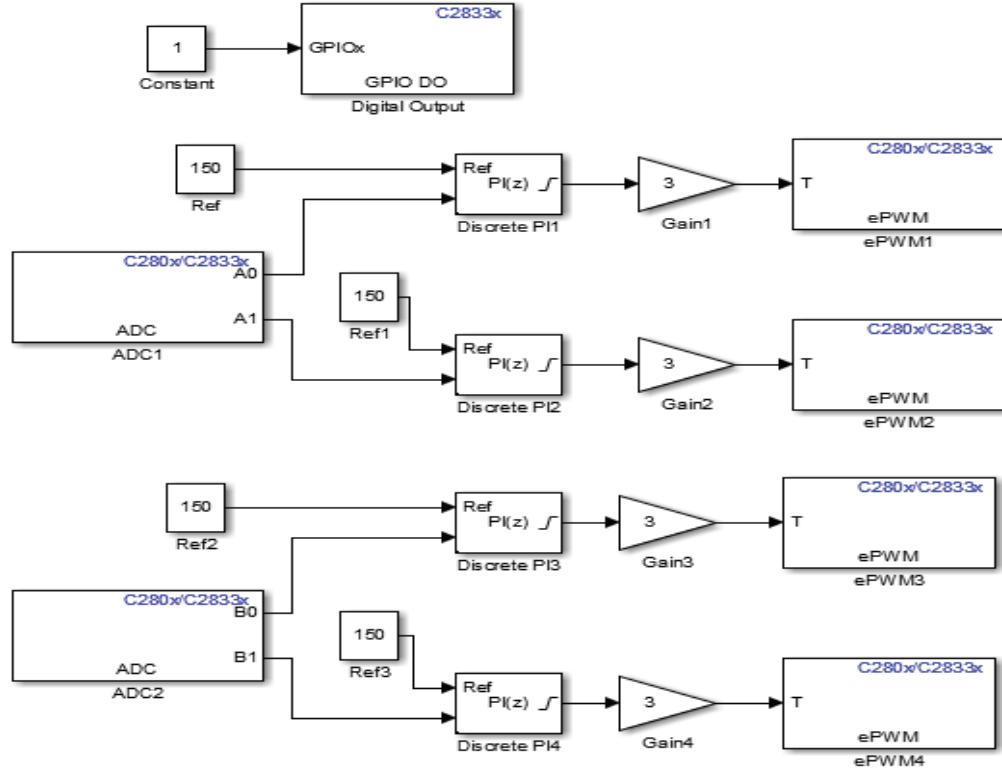 C2833x
1
GPIOx
GPIO DO
Constant
Digital Output
150
Ref
Ref
PI(z)
Discrete PI1
3
Gain1
C280x/C2833x
T
ePWM
ePWM1
C280x/C2833x
A0
A1
ADC
ADC1
150
Ref1
Ref
PI(z)
Discrete PI2
3
Gain2
C280x/C2833x
T
ePWM
ePWM2
150
Ref2
Ref
PI(z)
Discrete PI3
3
Gain3
C280x/C2833x
T
ePWM
ePWM3
C280x/C2833x
B0
B1
ADC
ADC2
150
Ref3
Ref
PI(z)
Discrete PI4
3
Gain4
C280x/C2833x
T
ePWM
ePWM4